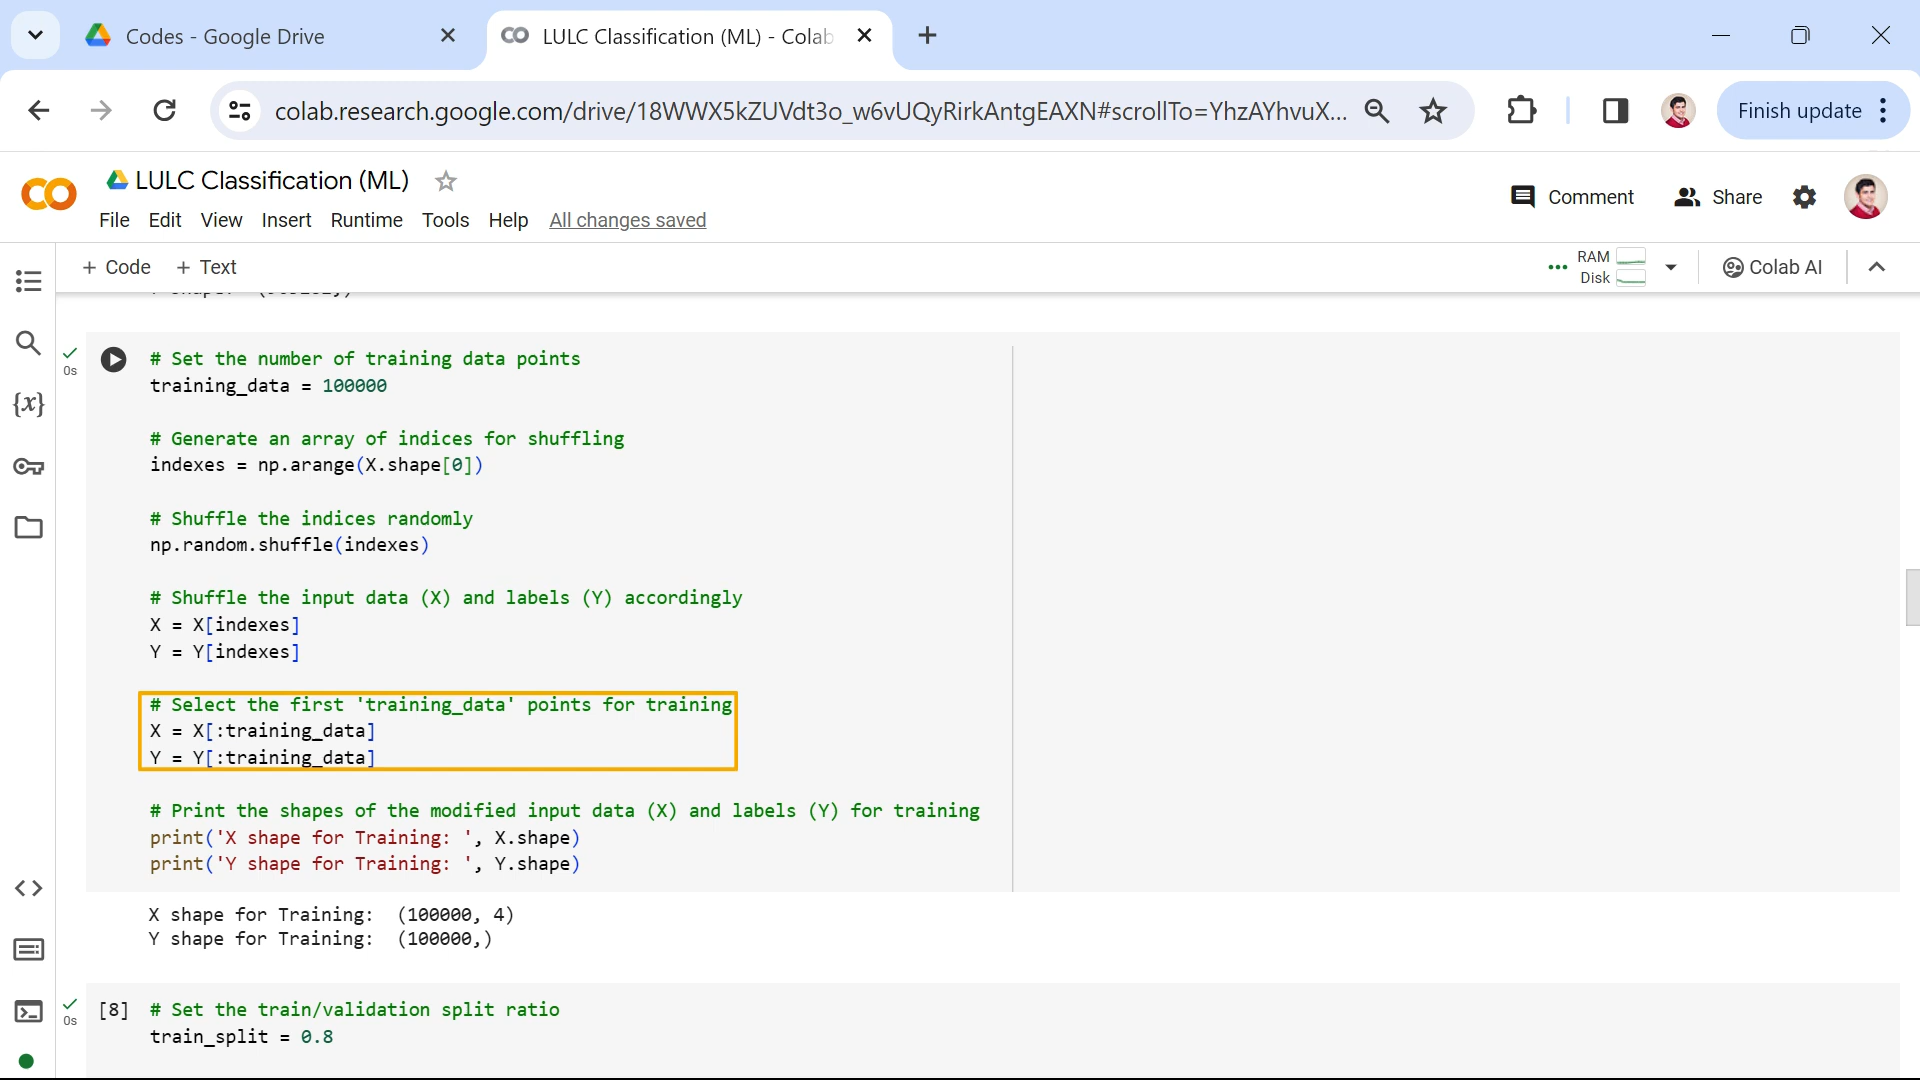 Codes - Google Drive
LULC Classification (ML) - Colab
colab.research.google.com/drive/18WWX5kZUVdt3o_w6vUQyRirkAntgEAXN#scrollTo=YhzAYhvuX...
Finish update
LULC Classification (ML)
File Edit View Insert Runtime Tools Help All changes saved
Comment
Share
+ Code + Text
RAM
Disk
Colab AI
{x}
0s
# Set the number of training data points
training_data = 100000
# Generate an array of indices for shuffling
indexes = np.arange(X.shape[0])
# Shuffle the indices randomly
np.random.shuffle(indexes)
# Shuffle the input data (X) and labels (Y) accordingly
X = X[indexes]
Y = Y[indexes]
# Select the first 'training_data' points for training
X = X[:training_data]
Y = Y[:training_data]
# Print the shapes of the modified input data (X) and labels (Y) for training
print('X shape for Training: ', X.shape)
print('Y shape for Training: ', Y.shape)
X shape for Training:  (100000, 4)
Y shape for Training:  (100000,)
0s
[8] # Set the train/validation split ratio
train_split = 0.8